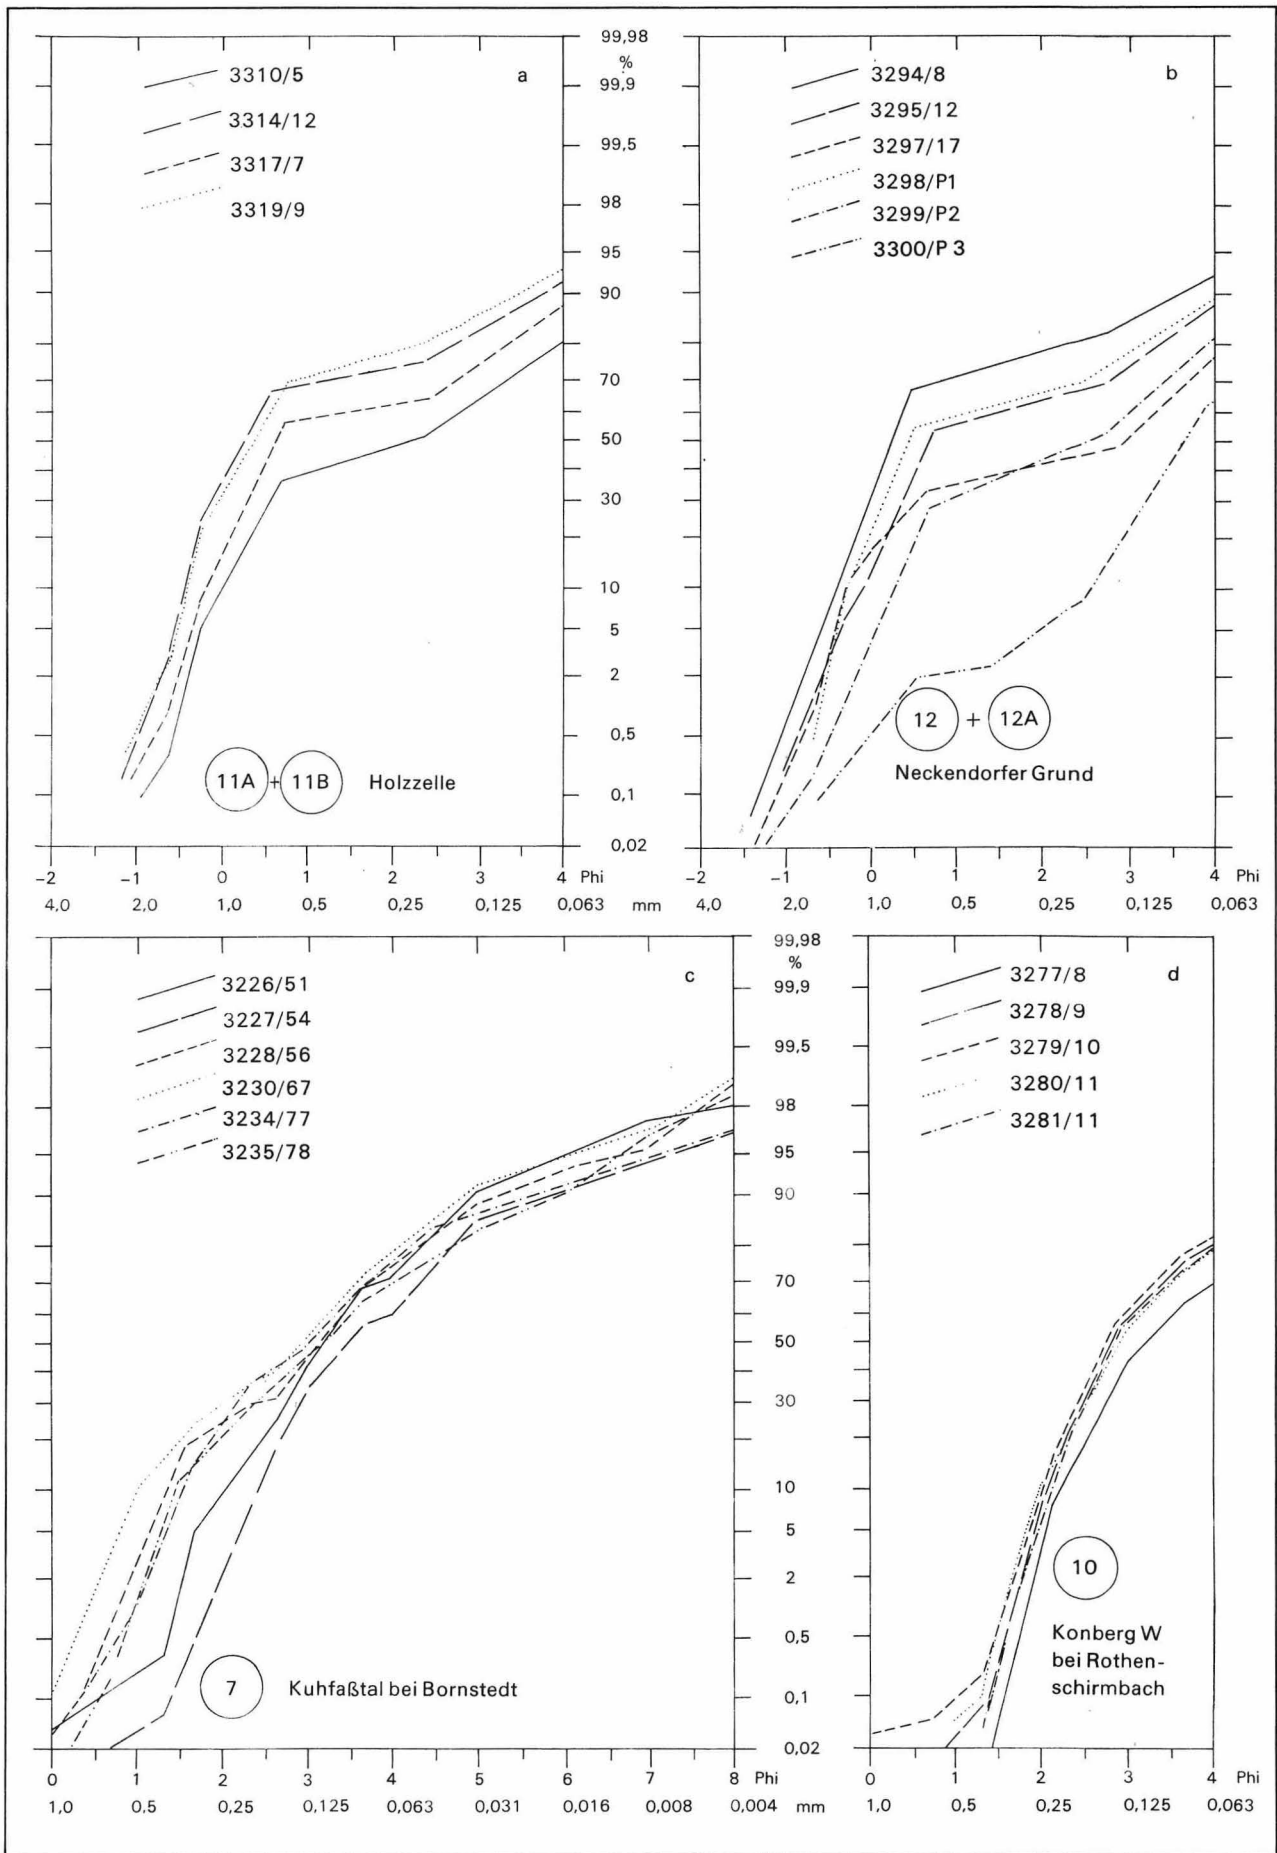 a
3310/5
3314/12
3317/7
3319/9
11A + 11B Holzzelle
99,98
%
99,9
99,5
98
95
90
70
50
30
10
5
2
0,5
0,1
0,02
b
3294/8
3295/12
3297/17
3298/P1
3299/P2
3300/P 3
12 + 12A
Neckendorfer Grund
-2 -1 0 1 2 3 4 -2 -1 0 1 2 3 4 Phi
4,0 2,0 1,0 0,5 0,25 0,125 0,063 mm 4,0 2,0 1,0 0,5 0,25 0,125 0,063
c
3226/51
3227/54
3228/56
3230/67
3234/77
3235/78
7 Kuhfaßtal bei Bornstedt
99,98
%
99,9
99,5
98
95
90
70
50
30
10
5
2
0,5
0,1
0,02
d
3277/8
3278/9
3279/10
3280/11
3281/11
10
Konberg W
bei Rothen-
schirmbach
0 1 2 3 4 5 6 7 8 Phi 0 1 2 3 4 Phi
1,0 0,5 0,25 0,125 0,063 0,031 0,016 0,008 0,004 mm 1,0 0,5 0,25 0,125 0,063